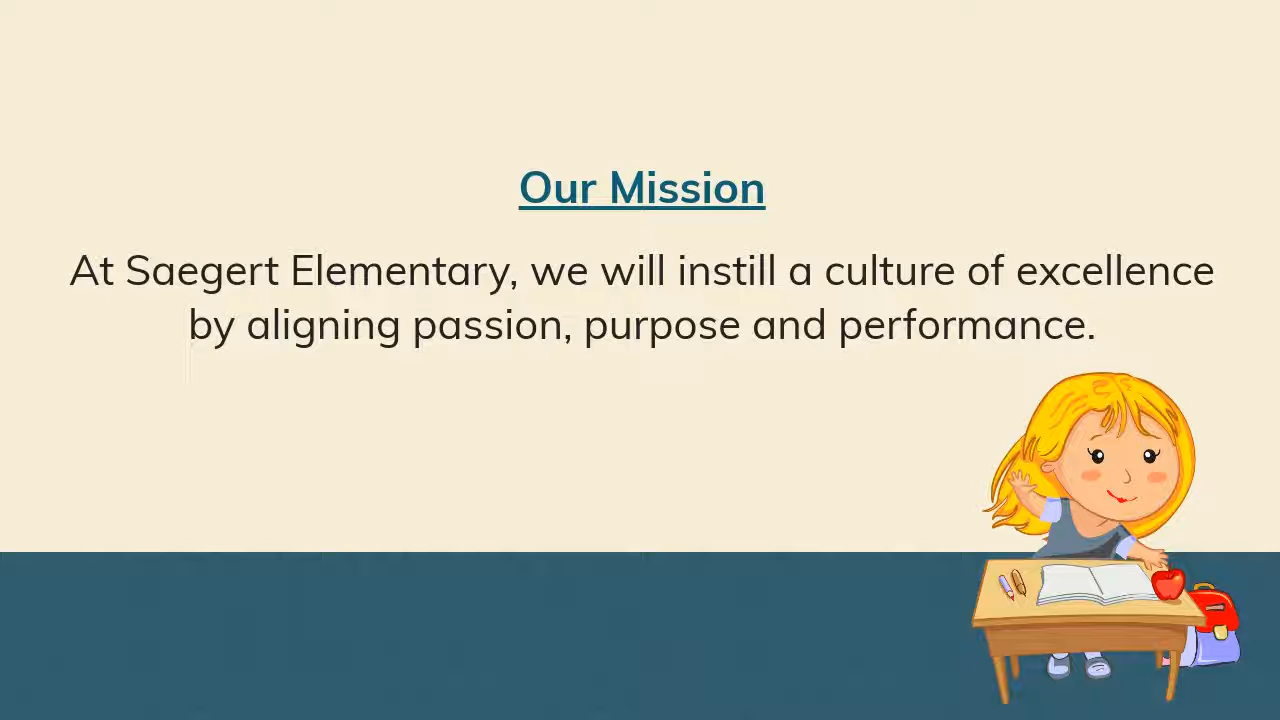 Our Mission
At Saegert Elementary, we will instill a culture of excellence
by aligning passion, purpose and performance.